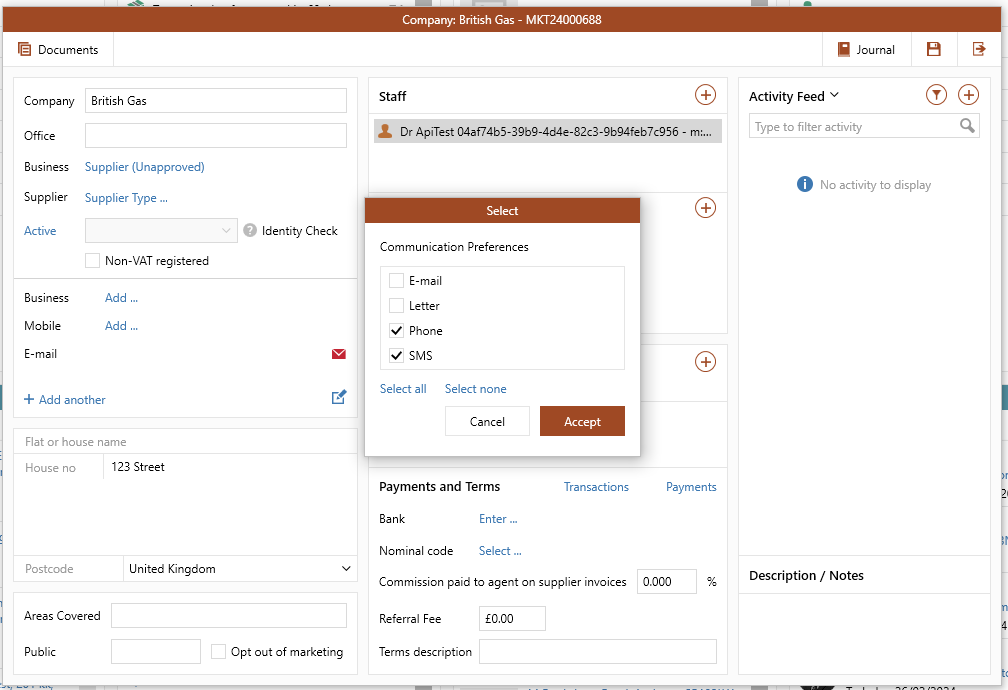 Company: British Gas - MKT24000688
Documents
Journal
Company British Gas
Office
Business Supplier (Unapproved)
Supplier Supplier Type ...
Active Identity Check
Non-VAT registered
Business Add ...
Mobile Add ...
E-mail
Add another
Flat or house name
House no 123 Street
Postcode United Kingdom
Areas Covered
Public Opt out of marketing
Staff
Dr ApiTest 04af74b5-39b9-4d4e-82c3-9b94feb7c956 - m:...
Select
Communication Preferences
E-mail
Letter
Phone
SMS
Select all Select none
Cancel Accept
Payments and Terms Transactions Payments
Bank Enter ...
Nominal code Select ...
Commission paid to agent on supplier invoices 0.000 %
Referral Fee £0.00
Terms description
Activity Feed
Type to filter activity
No activity to display
Description / Notes